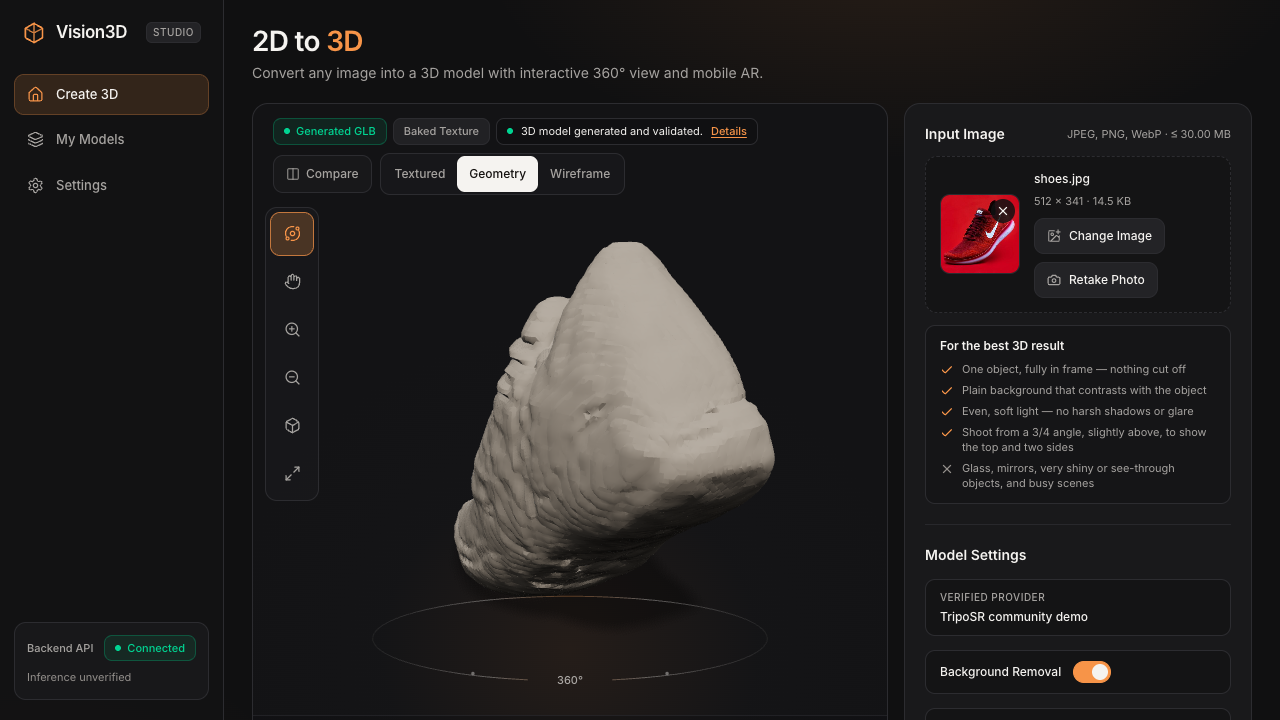 Vision3D
STUDIO
Create 3D
My Models
Settings
Backend API
Connected
Inference unverified
2D to 3D
Convert any image into a 3D model with interactive 360° view and mobile AR.
Generated GLB
Baked Texture
3D model generated and validated. Details
Compare
Textured
Geometry
Wireframe
360°
Input Image
JPEG, PNG, WebP · ≤ 30.00 MB
shoes.jpg
512 × 341 · 14.5 KB
Change Image
Retake Photo
For the best 3D result
One object, fully in frame — nothing cut off
Plain background that contrasts with the object
Even, soft light — no harsh shadows or glare
Shoot from a 3/4 angle, slightly above, to show
the top and two sides
Glass, mirrors, very shiny or see-through
objects, and busy scenes
Model Settings
VERIFIED PROVIDER
TripoSR community demo
Background Removal